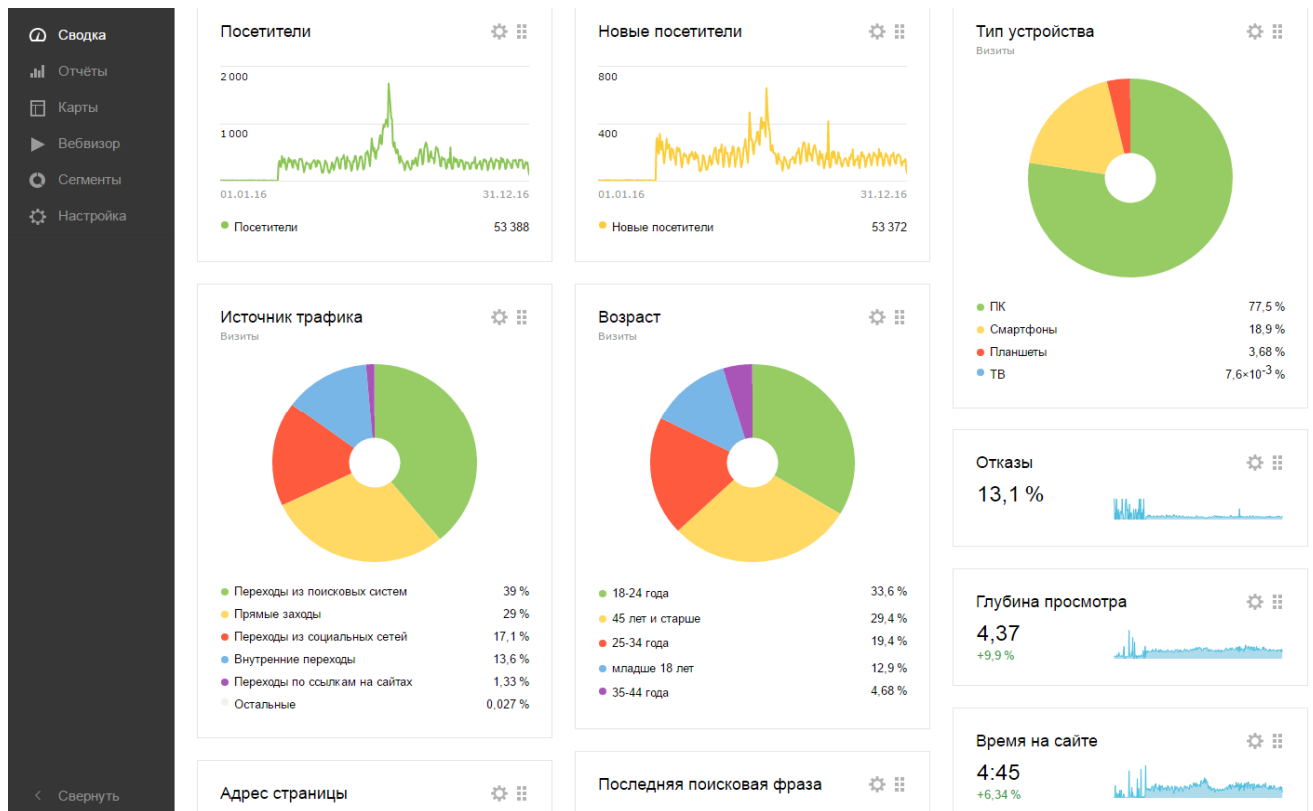 Сводка
Отчёты
Карты
Вебвизор
Сегменты
Настройка
Свернуть
Посетители
2 000
1 000
01.01.16 31.12.16
Посетители 53 388
Новые посетители
800
400
01.01.16 31.12.16
Новые посетители 53 372
Тип устройства
Визиты
ПК 77,5 %
Смартфоны 18,9 %
Планшеты 3,68 %
ТВ 7,6×10⁻³ %
Источник трафика
Визиты
Переходы из поисковых систем 39 %
Прямые заходы 29 %
Переходы из социальных сетей 17,1 %
Внутренние переходы 13,6 %
Переходы по ссылкам на сайтах 1,33 %
Остальные 0,027 %
Возраст
Визиты
18-24 года 33,6 %
45 лет и старше 29,4 %
25-34 года 19,4 %
младше 18 лет 12,9 %
35-44 года 4,68 %
Отказы
13,1 %
Глубина просмотра
4,37
+9,9 %
Время на сайте
4:45
+6,34 %
Адрес страницы
Последняя поисковая фраза